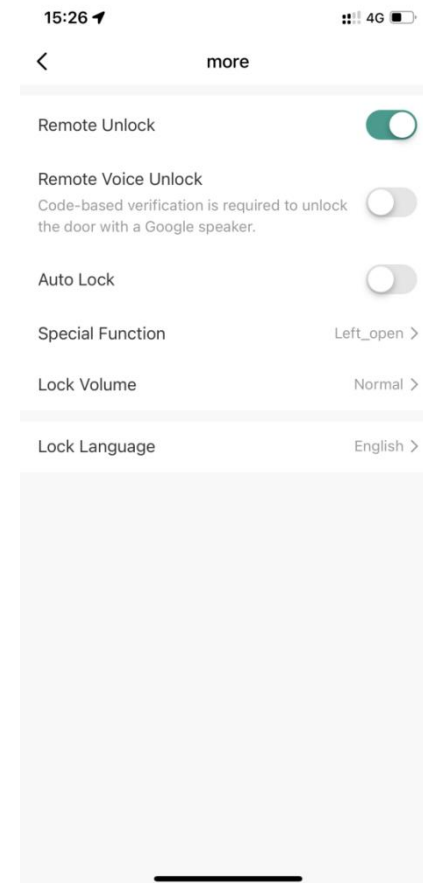 15:26 4G
more
Remote Unlock
Remote Voice Unlock
Code-based verification is required to unlock
the door with a Google speaker.
Auto Lock
Special Function Left_open >
Lock Volume Normal >
Lock Language English >